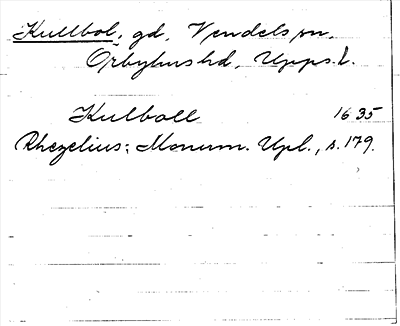 Kullbol, gd, Vendels sn,
Örbyhus hd, Upps. l.
Kulboll 1635
Rhezelius: Monum. Upl., s. 179.